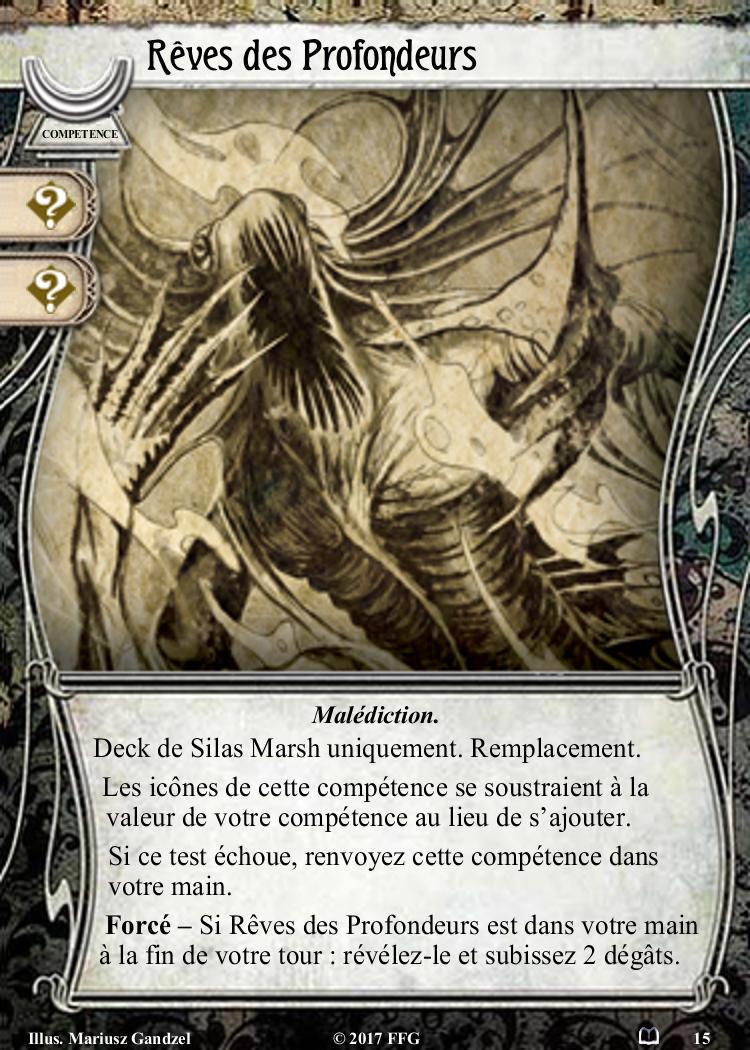 Rêves des Profondeurs
COMPETENCE
?
?
Malédiction.
Deck de Silas Marsh uniquement. Remplacement.
Les icônes de cette compétence se soustraient à la
valeur de votre compétence au lieu de s’ajouter.
Si ce test échoue, renvoyez cette compétence dans
votre main.
Forcé – Si Rêves des Profondeurs est dans votre main
à la fin de votre tour : révélez-le et subissez 2 dégâts.
Illus. Mariusz Gandzel © 2017 FFG 15